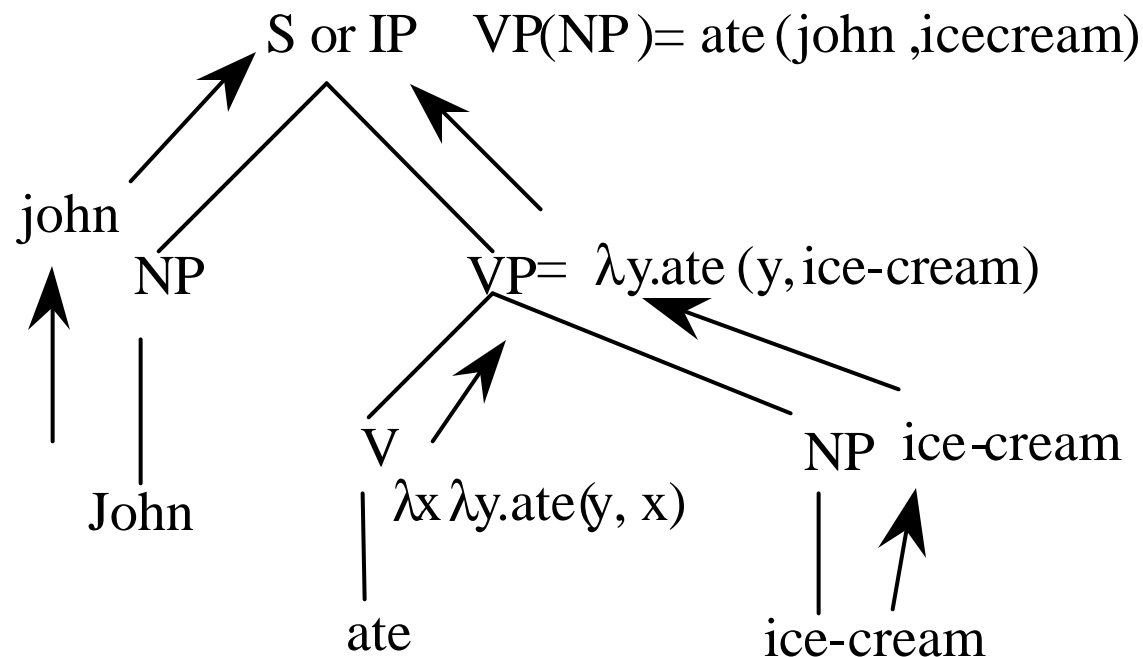 S or IP VP(NP)= ate (john ,icecream)
john
NP VP= λy.ate (y, ice-cream)
V NP ice-cream
John λx λy.ate(y, x)
ate ice-cream